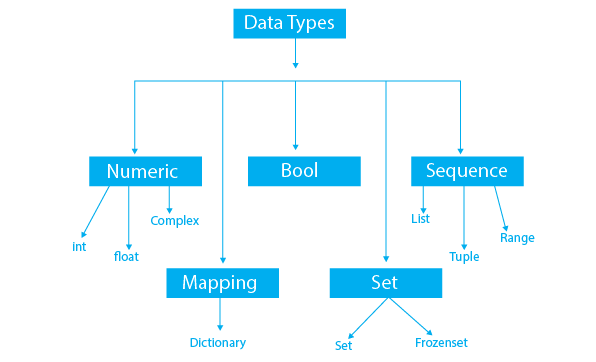 Data Types
Numeric
Bool
Sequence
int
float
Complex
List
Tuple
Range
Mapping
Set
Dictionary
Set
Frozenset